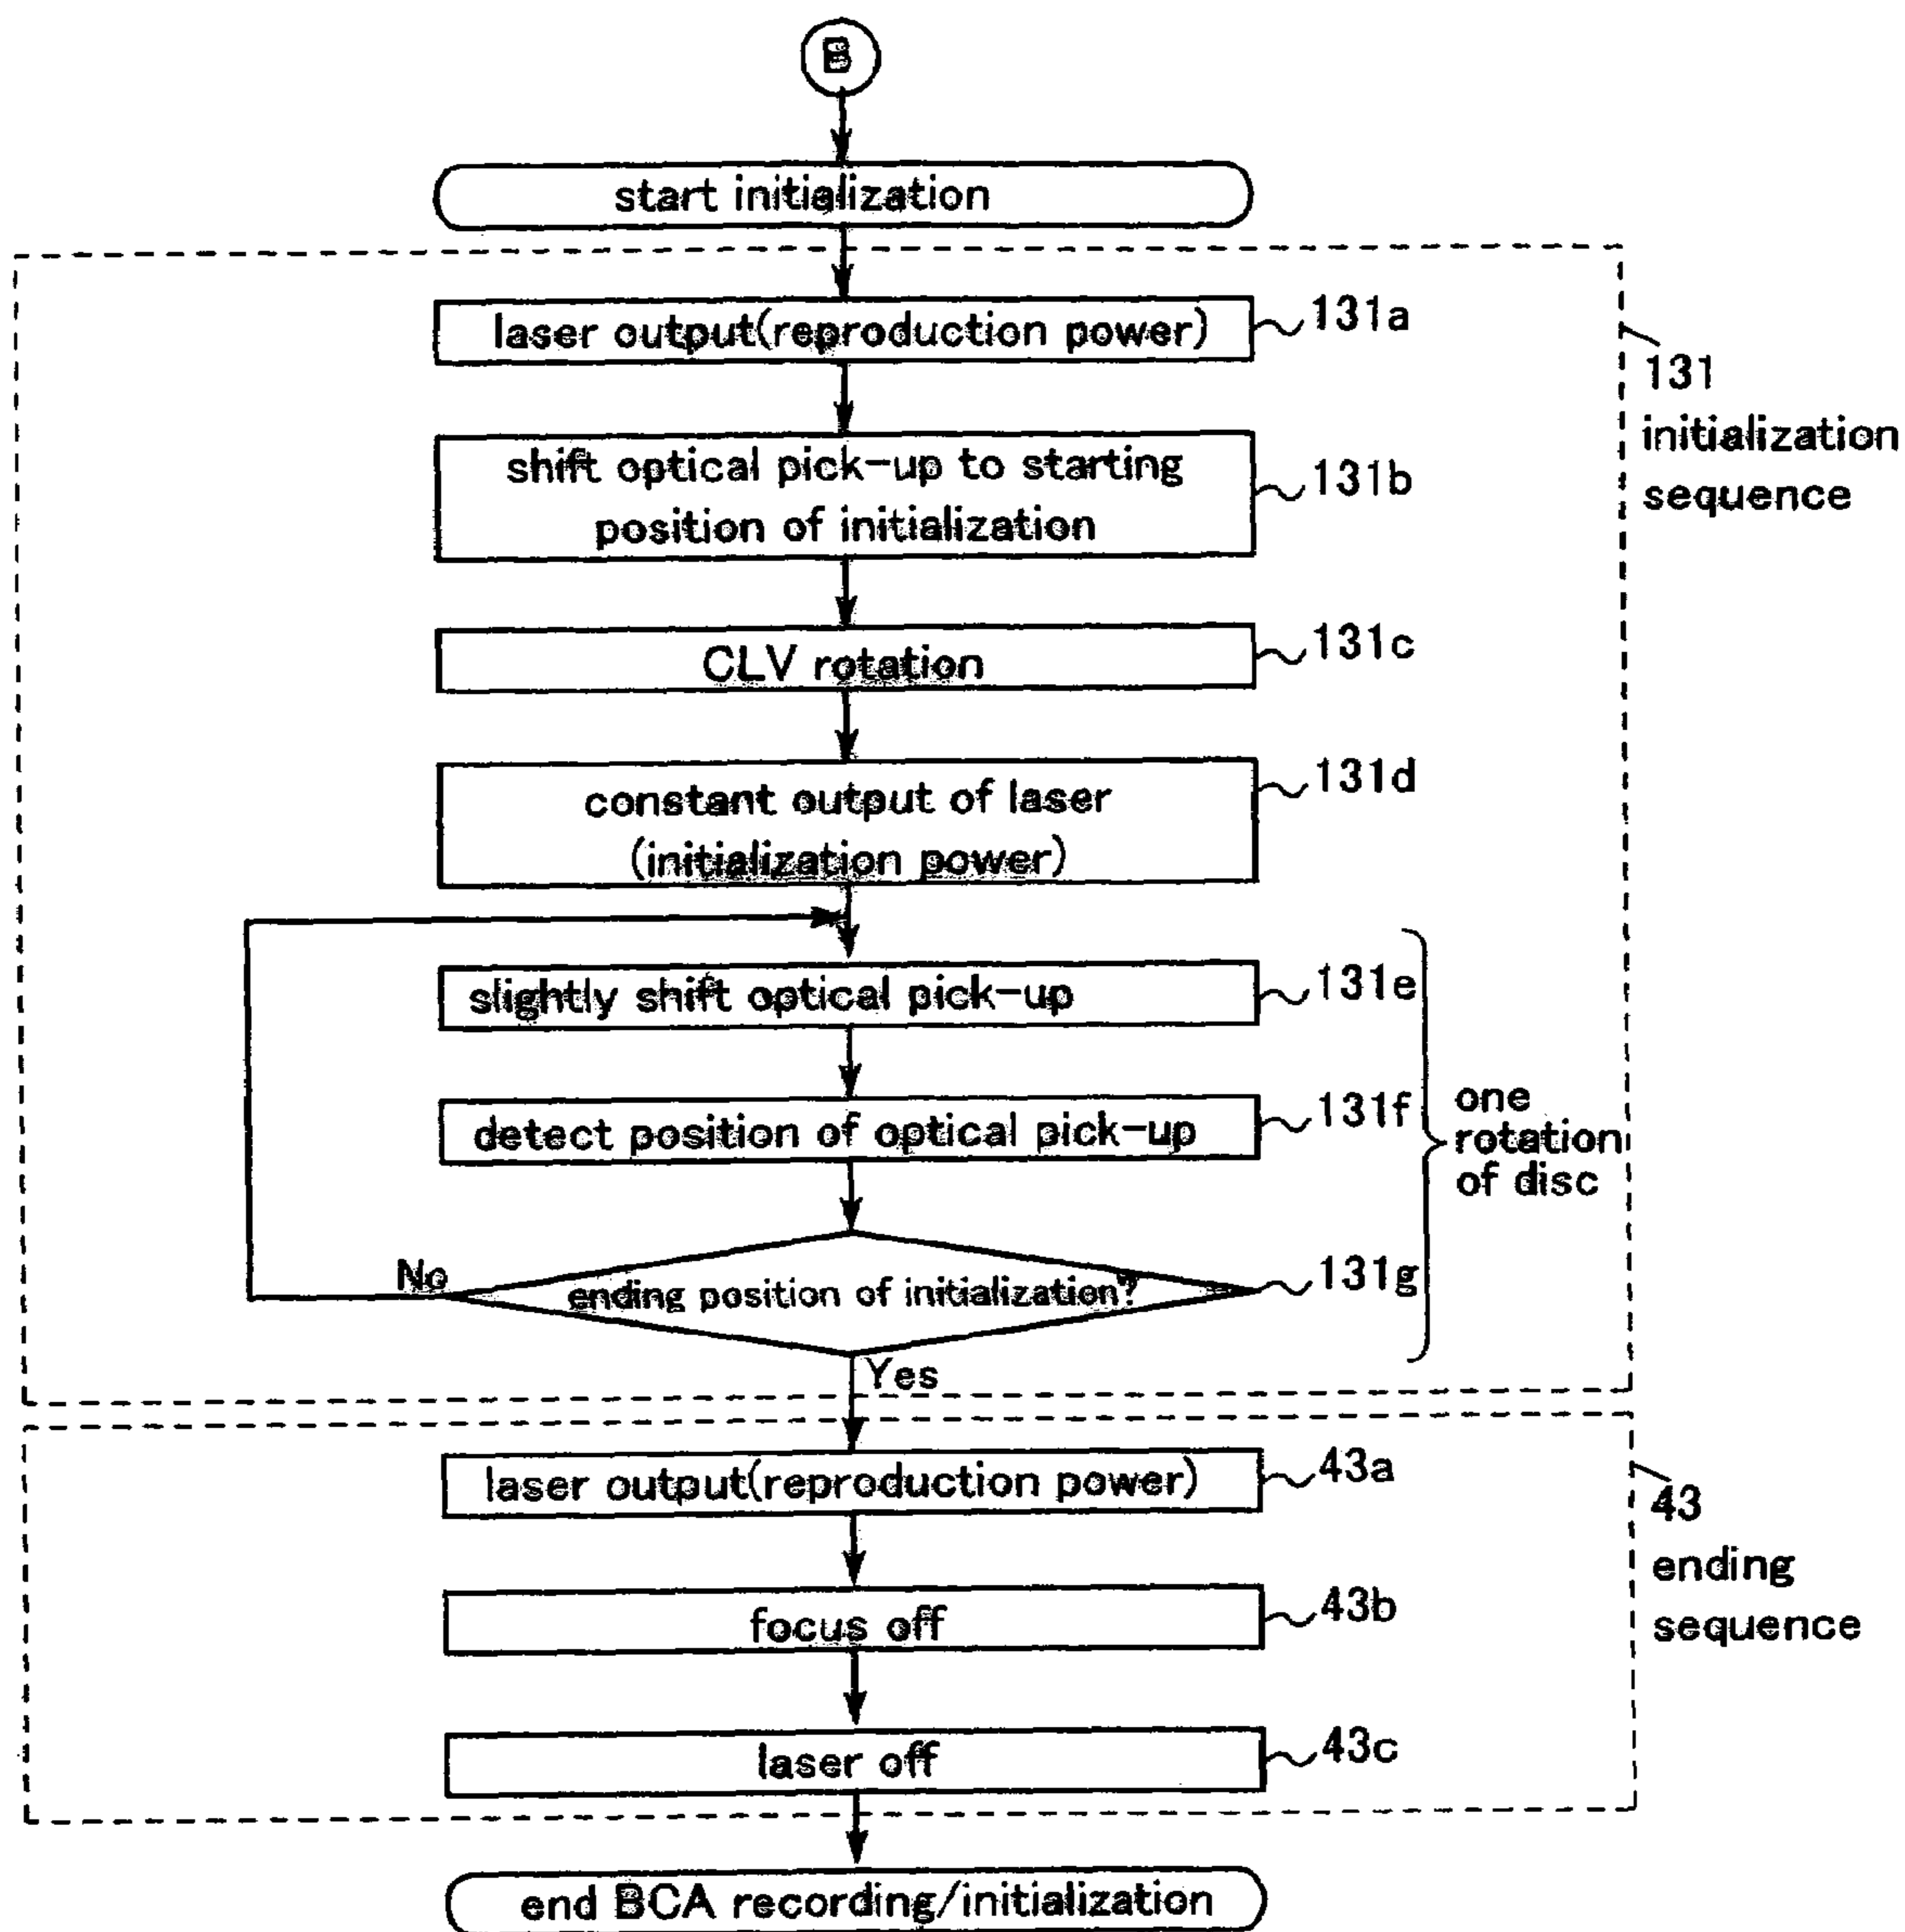 B
start initialization
laser output(reproduction power)
131a
131
initialization
sequence
shift optical pick-up to starting
position of initialization
131b
CLV rotation
131c
constant output of laser
(initialization power)
131d
slightly shift optical pick-up
131e
detect position of optical pick-up
131f
one
rotation
of disc
No
ending position of initialization?
131g
Yes
laser output(reproduction power)
43a
43
ending
sequence
focus off
43b
laser off
43c
end BCA recording/initialization